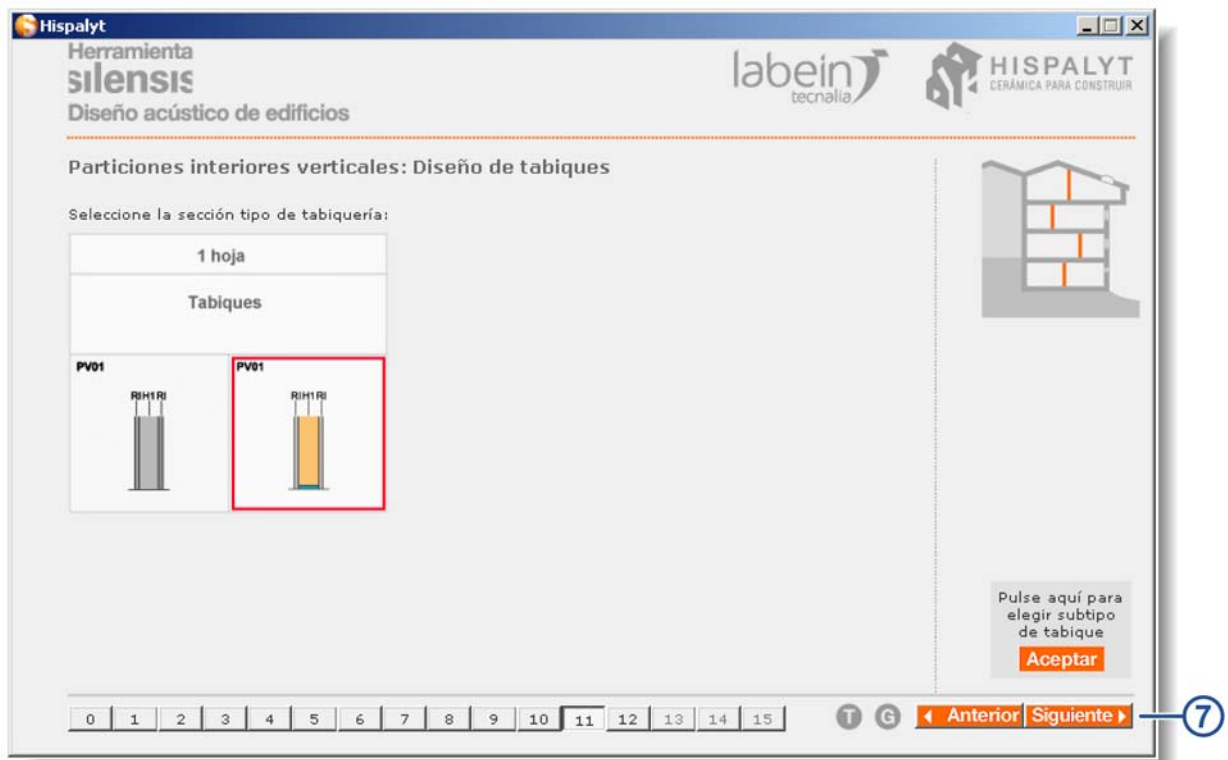 Hispalyt
Herramienta
silensis
Diseño acústico de edificios
labein
tecnalia
HISPALYT
CERÁMICA PARA CONSTRUIR
Particiones interiores verticales: Diseño de tabiques
Seleccione la sección tipo de tabiquería:
1 hoja
Tabiques
PV01
RIH1RI
PV01
RIH1RI
Pulse aquí para
elegir subtipo
de tabique
Aceptar
0 1 2 3 4 5 6 7 8 9 10 11 12 13 14 15
T G Anterior Siguiente
7